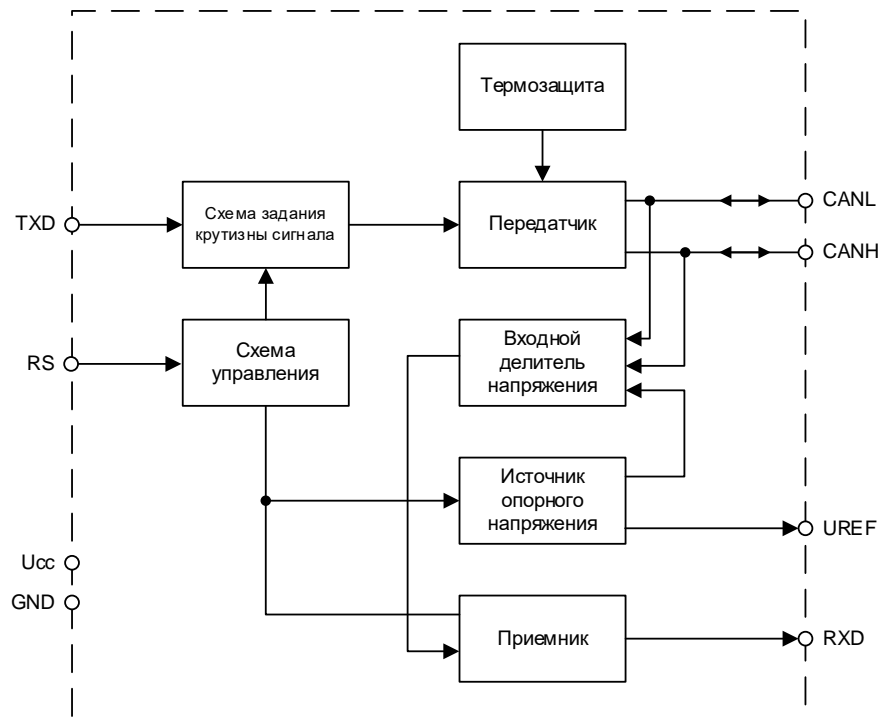 Термозащита
TXD
Схема задания
крутизны сигнала
Передатчик
CANL
CANH
RS
Схема
управления
Входной
делитель
напряжения
Источник
опорного
напряжения
UREF
Ucc
GND
Приемник
RXD